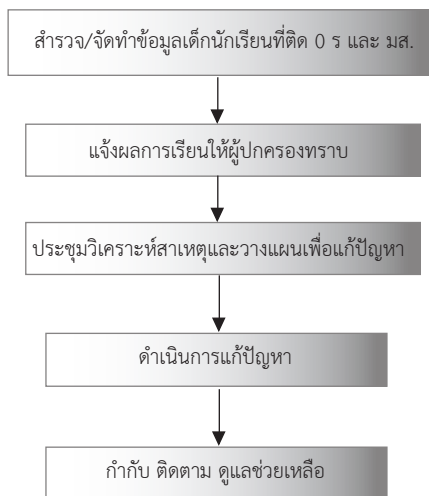 สำรวจ/จัดทำข้อมูลเด็กนักเรียนที่ติด 0 ร และ มส.
แจ้งผลการเรียนให้ผู้ปกครองทราบ
ประชุมวิเคราะห์สาเหตุและวางแผนเพื่อแก้ปัญหา
ดำเนินการแก้ปัญหา
กำกับ ติดตาม ดูแลช่วยเหลือ